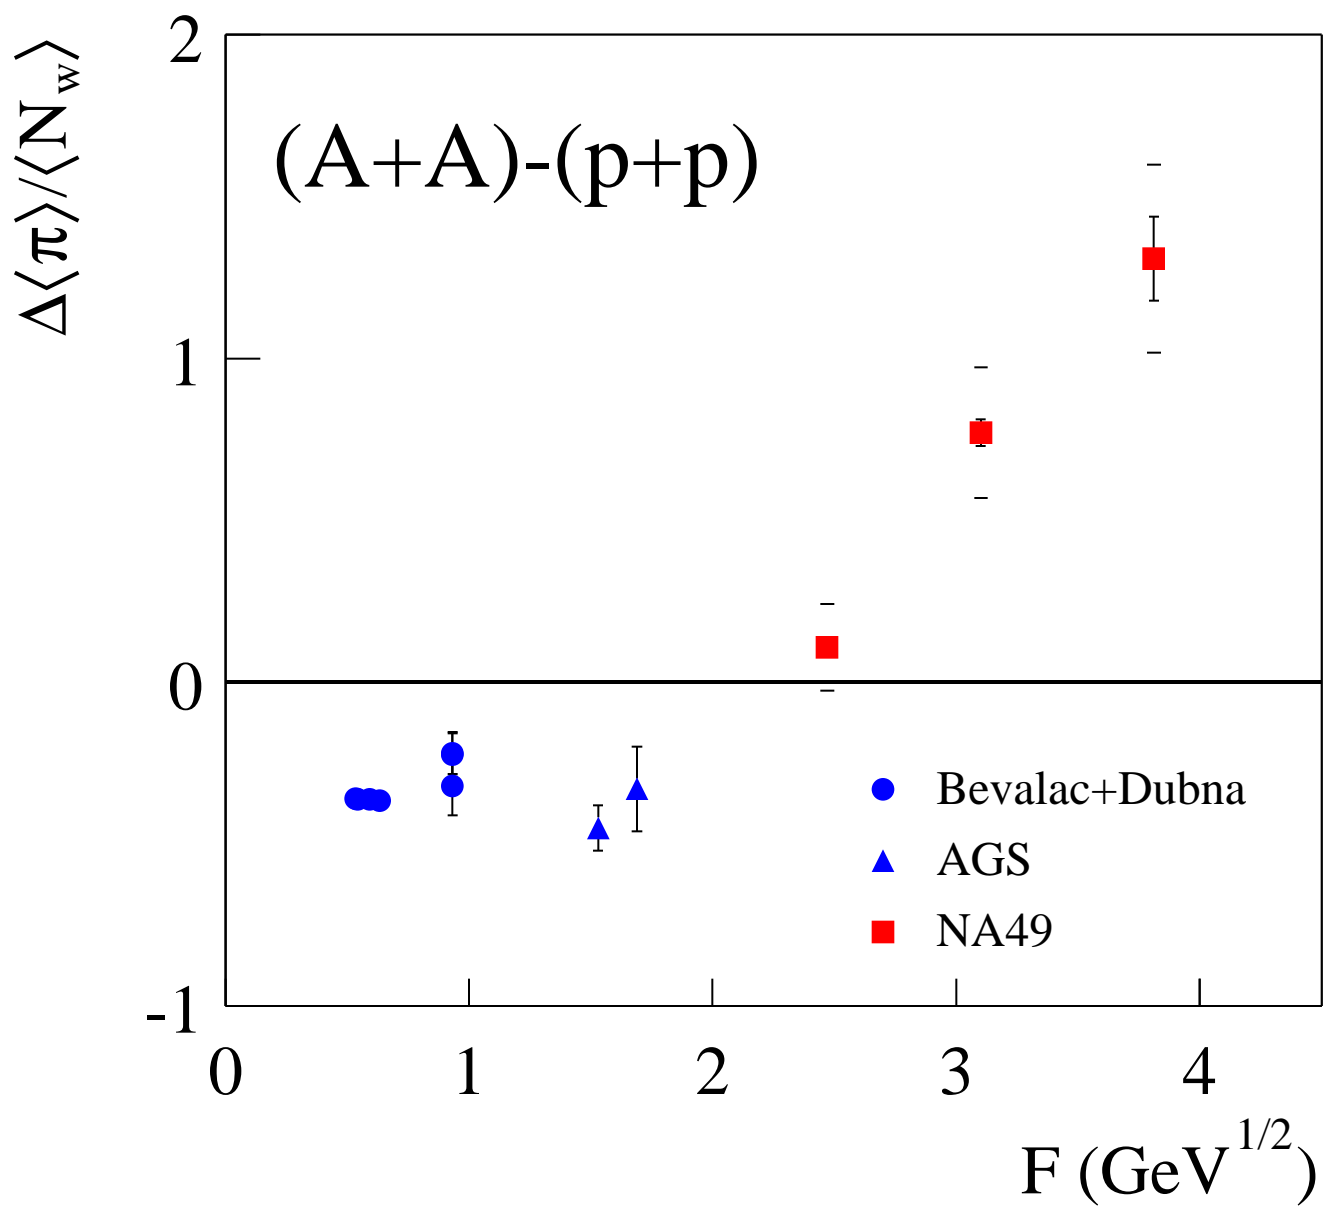 Δ⟨π⟩/⟨N_w⟩
2
(A+A)-(p+p)
1
0
Bevalac+Dubna
AGS
NA49
-1
0 1 2 3 4
F (GeV^1/2)